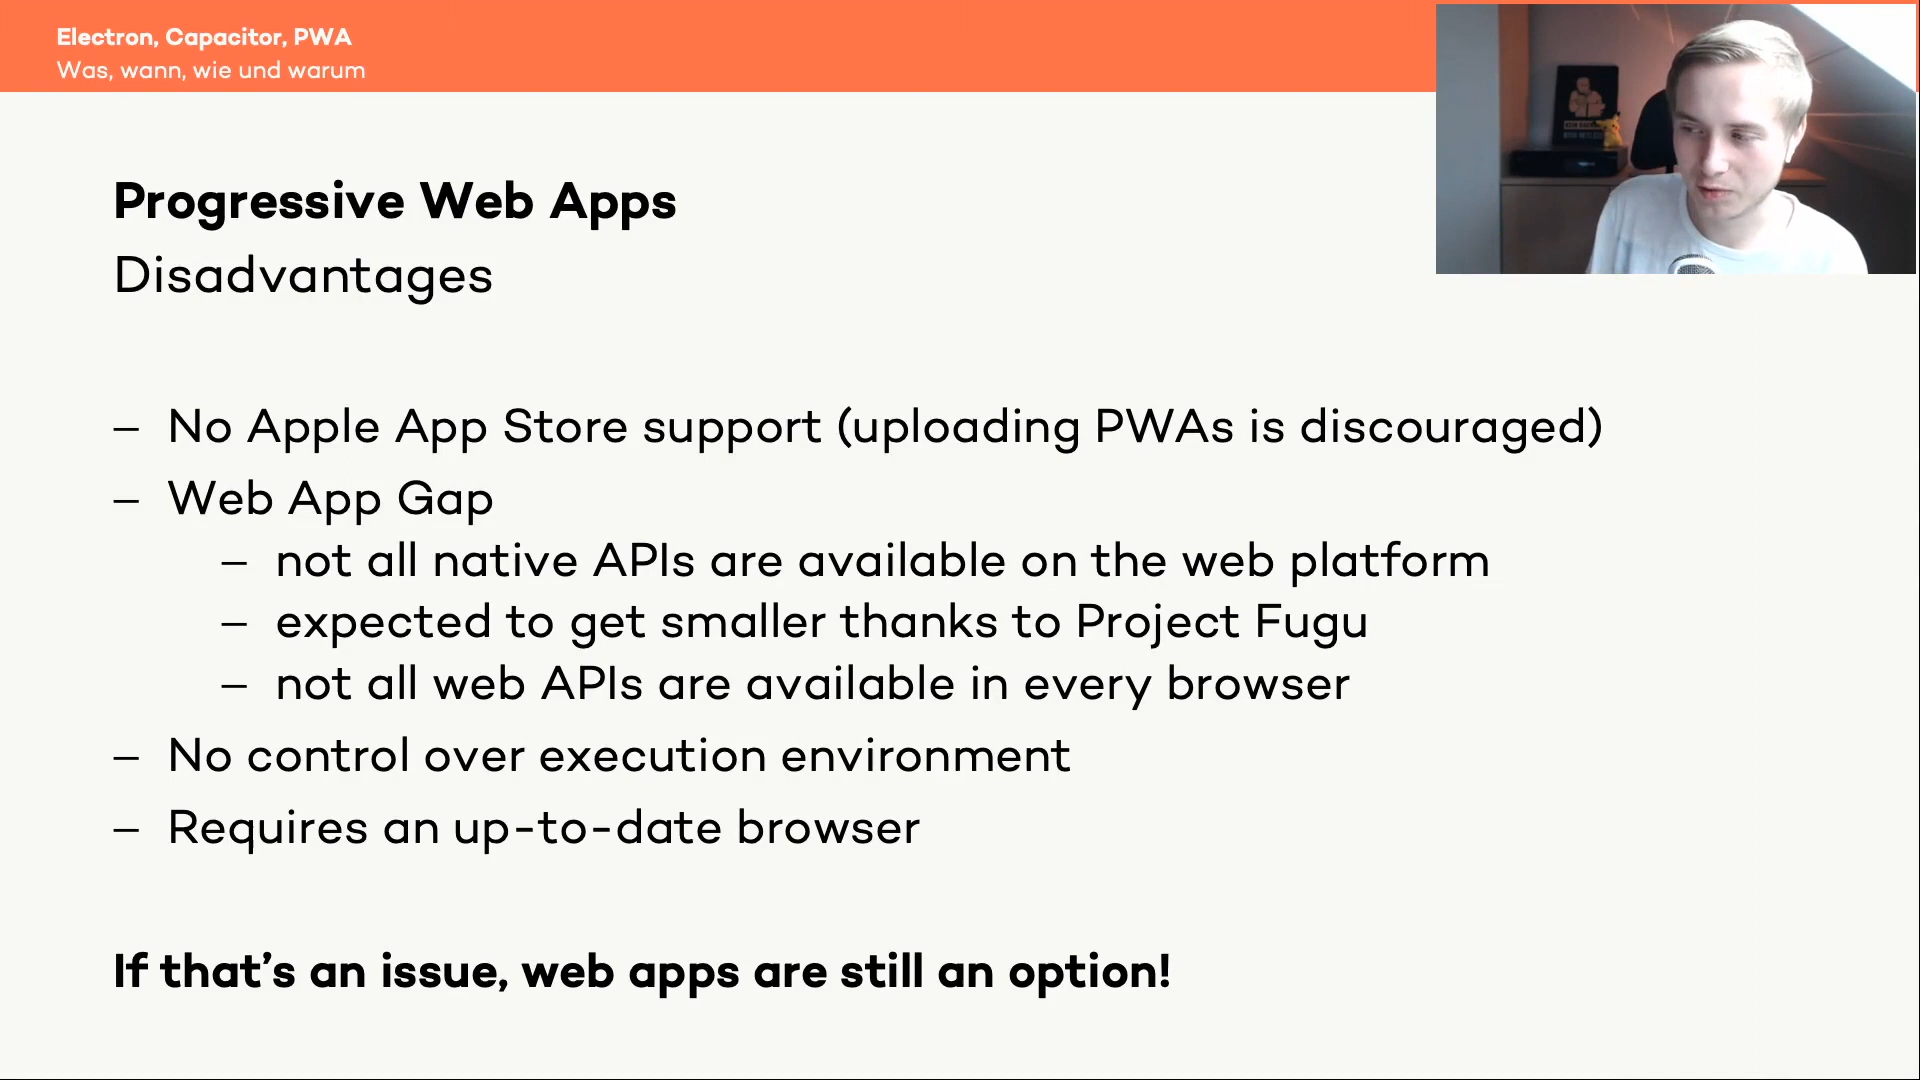 Electron, Capacitor, PWA
Was, wann, wie und warum
Progressive Web Apps
Disadvantages
– No Apple App Store support (uploading PWAs is discouraged)
– Web App Gap
– not all native APIs are available on the web platform
– expected to get smaller thanks to Project Fugu
– not all web APIs are available in every browser
– No control over execution environment
– Requires an up-to-date browser
If that’s an issue, web apps are still an option!